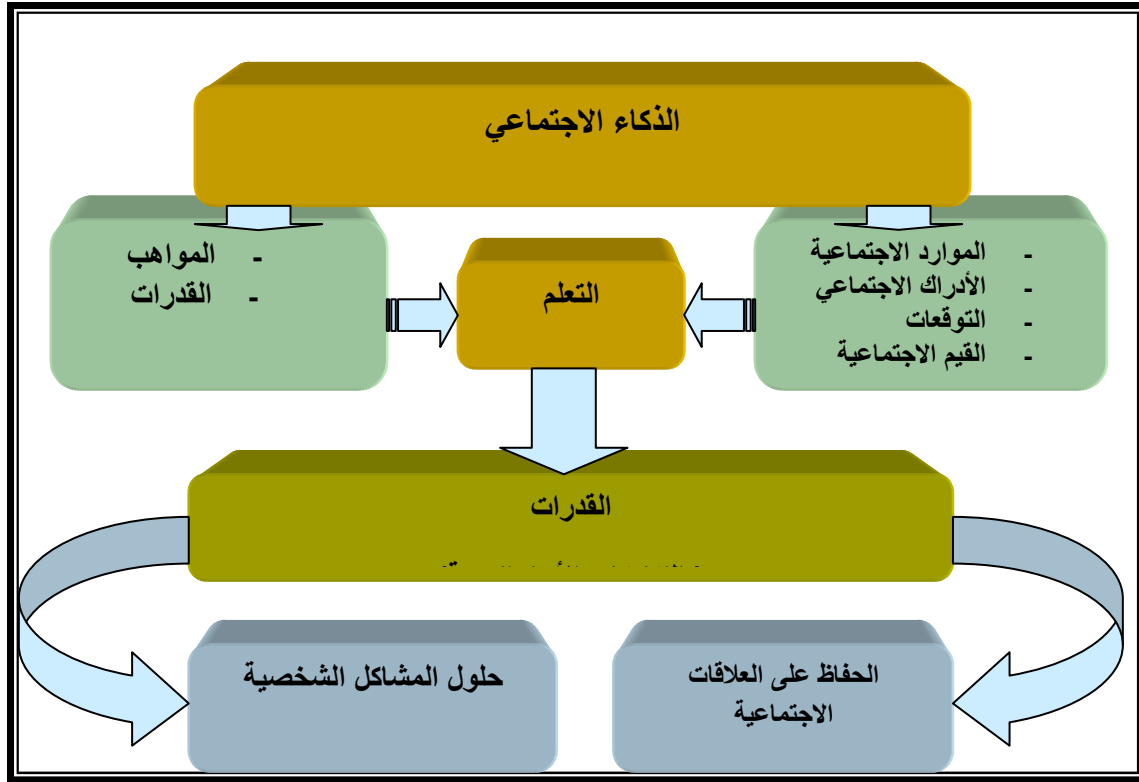 الذكاء الاجتماعي
- الموارد الاجتماعية
- الأدراك الاجتماعي
- التوقعات
- القيم الاجتماعية
- المواهب
- القدرات
التعلم
القدرات
الحفاظ على العلاقات
الاجتماعية
حلول المشاكل الشخصية